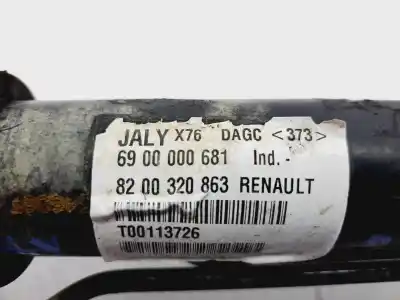 JALY X76 DAGC <373>
69 00 000 681 Ind. -
82 00 320 863 RENAULT
T00113726